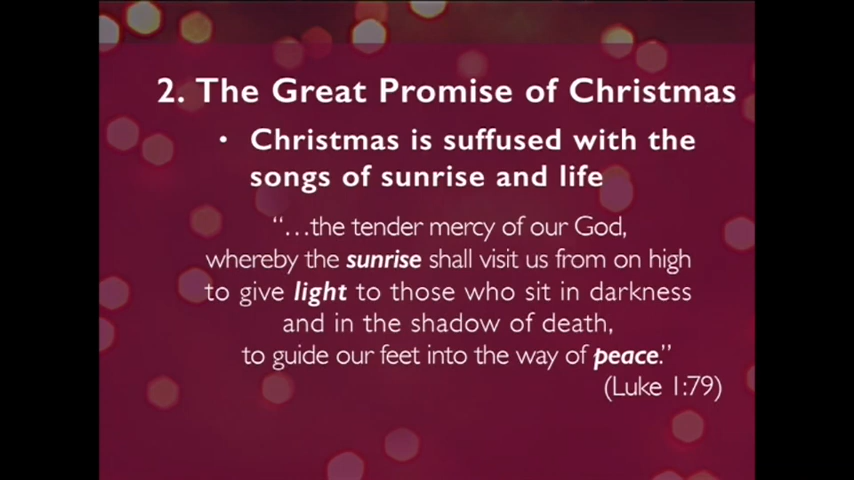 2. The Great Promise of Christmas
• Christmas is suffused with the
songs of sunrise and life
“…the tender mercy of our God,
whereby the sunrise shall visit us from on high
to give light to those who sit in darkness
and in the shadow of death,
to guide our feet into the way of peace.”
(Luke 1:79)